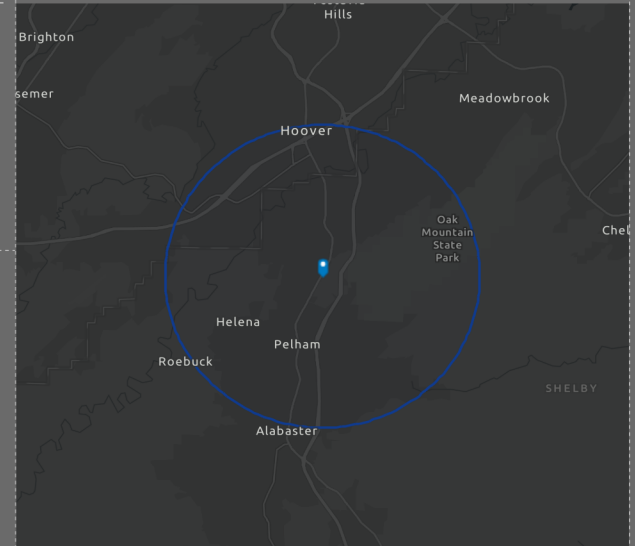 Hills
Brighton
semer
Meadowbrook
Hoover
Oak
Mountain
State
Park
Chel
Helena
Pelham
Roebuck
SHELBY
Alabaster